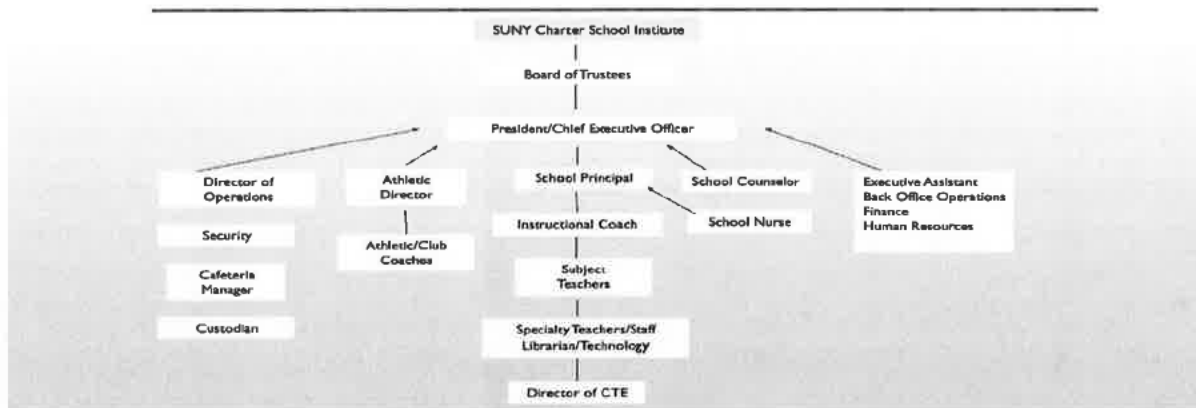 SUNY Charter School Institute
Board of Trustees
President/Chief Executive Officer
Director of
Operations
Athletic
Director
School Principal
School Counselor
Executive Assistant
Back Office Operations
Finance
Human Resources
Security
Athletic/Club
Coaches
Instructional Coach
School Nurse
Cafeteria
Manager
Subject
Teachers
Custodian
Specialty Teachers/Staff
Librarian/Technology
Director of CTE